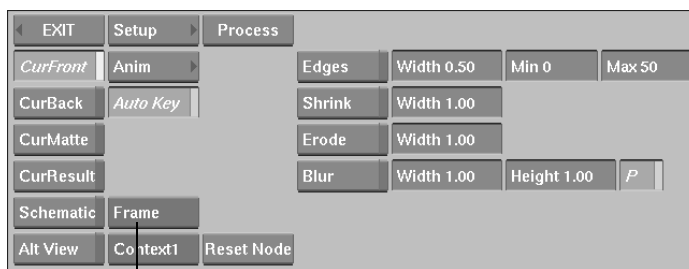 EXIT Setup Process
CurFront Anim Edges Width 0.50 Min 0 Max 50
CurBack Auto Key Shrink Width 1.00
CurMatte Erode Width 1.00
CurResult Blur Width 1.00 Height 1.00 P
Schematic Frame
Alt View Context1 Reset Node